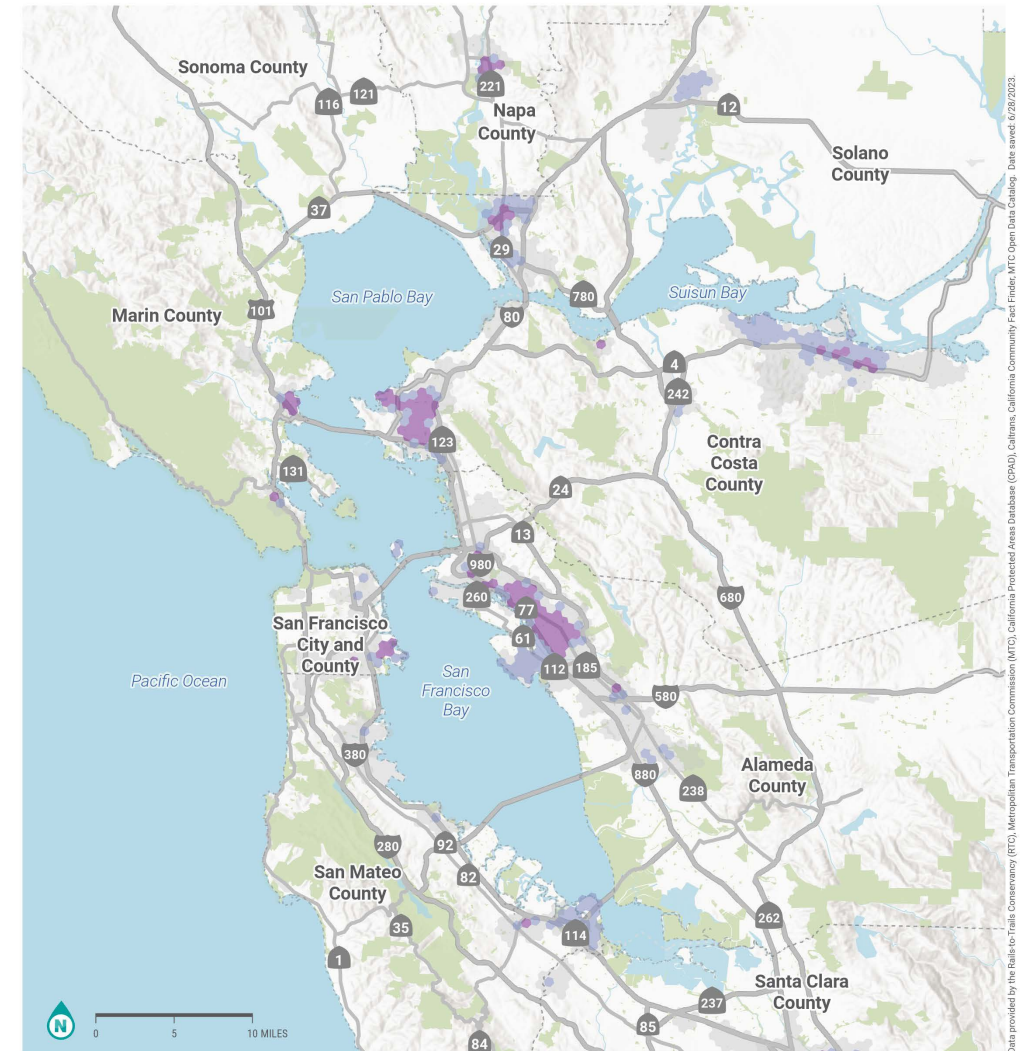 Sonoma County
116
121
221
Napa
County
12
Solano
County
37
29
San Pablo Bay
780
Suisun Bay
Marin County
101
80
4
242
123
Contra
Costa
County
131
24
13
980
260
680
77
San Francisco
City and
County
61
112
185
Pacific Ocean
San
Francisco
Bay
580
380
880
Alameda
County
238
280
92
San Mateo
County
82
35
114
262
1
Santa Clara
County
237
85
84
N
0
5
10 MILES
Data provided by the Rails-to-Trails Conservancy (RTC), Metropolitan Transportation Commission (MTC), California Protected Areas Database (CPAD), Caltrans, California Community Fact Finder, MTC Open Data Catalog. Date saved: 6/28/2023.